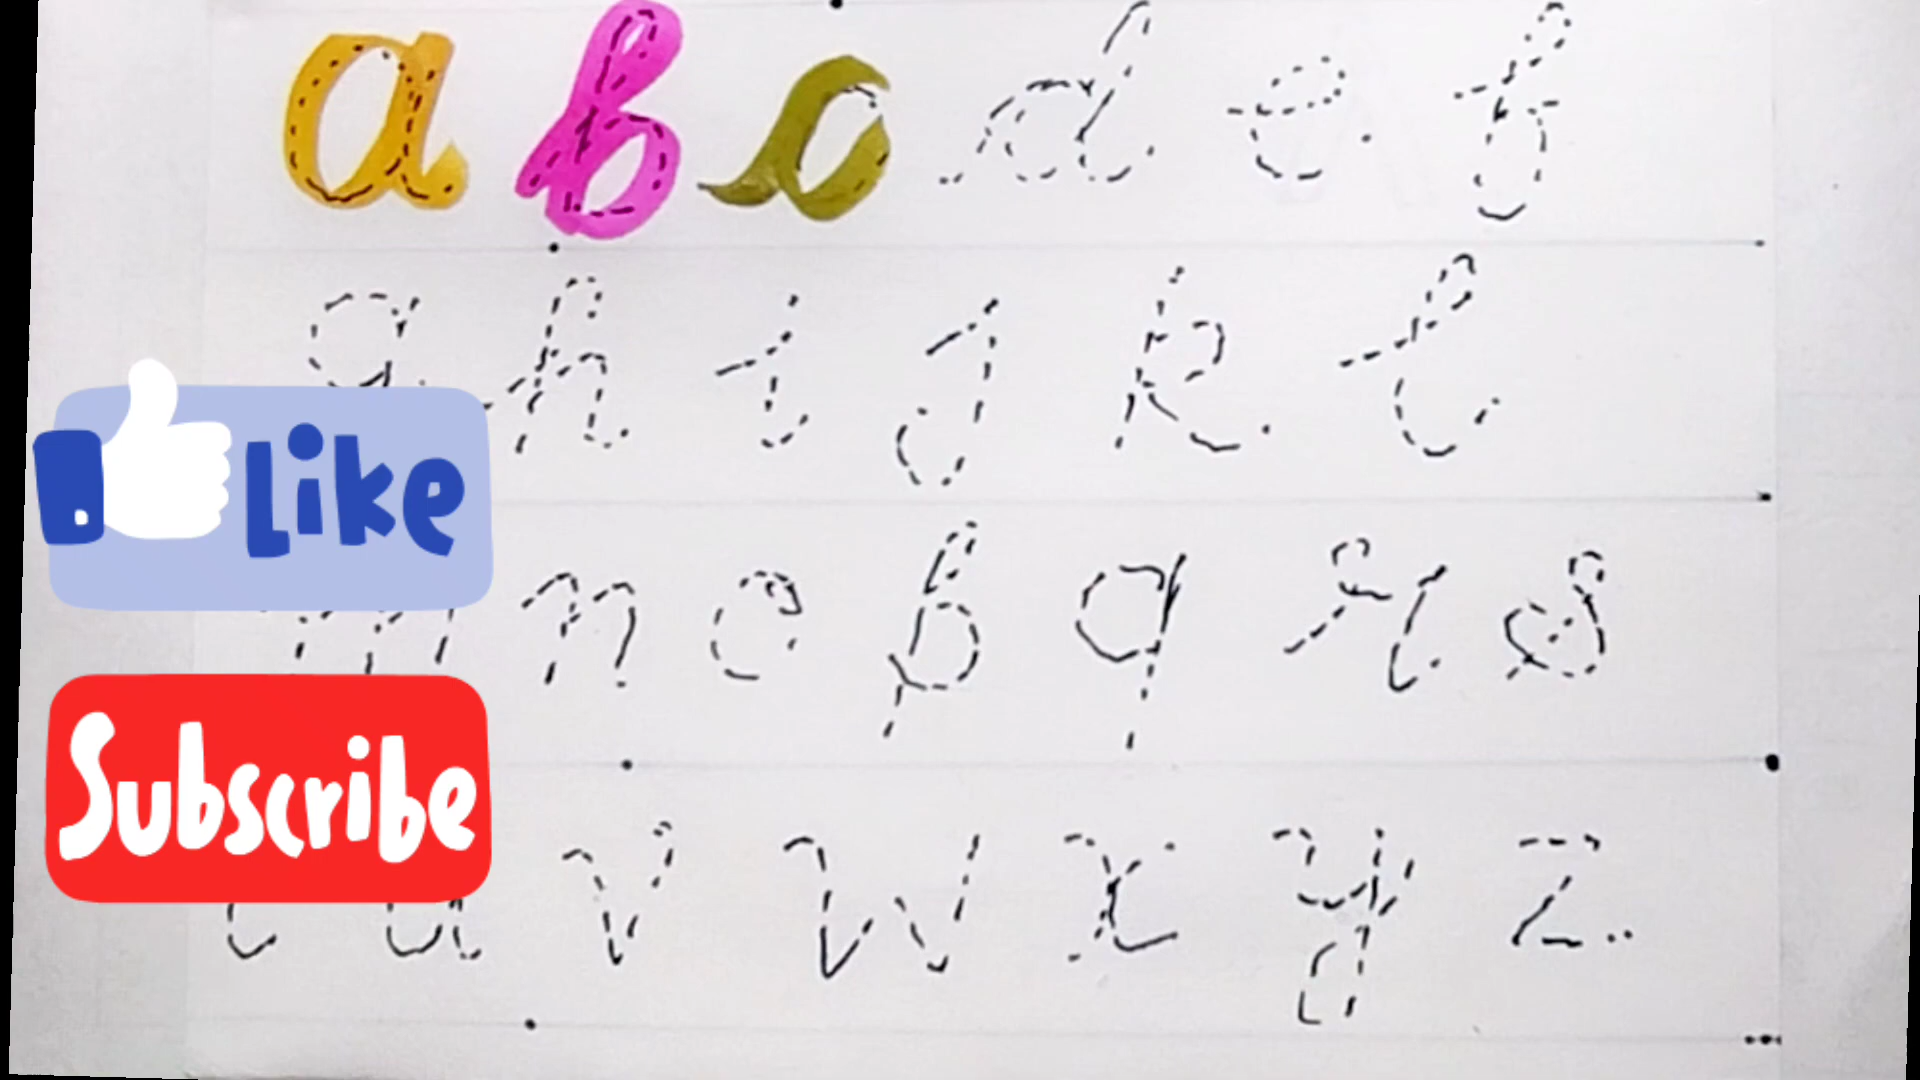 a b c d e f
g h i j k l
Like
m n o p q r s
Subscribe
t u v w x y z